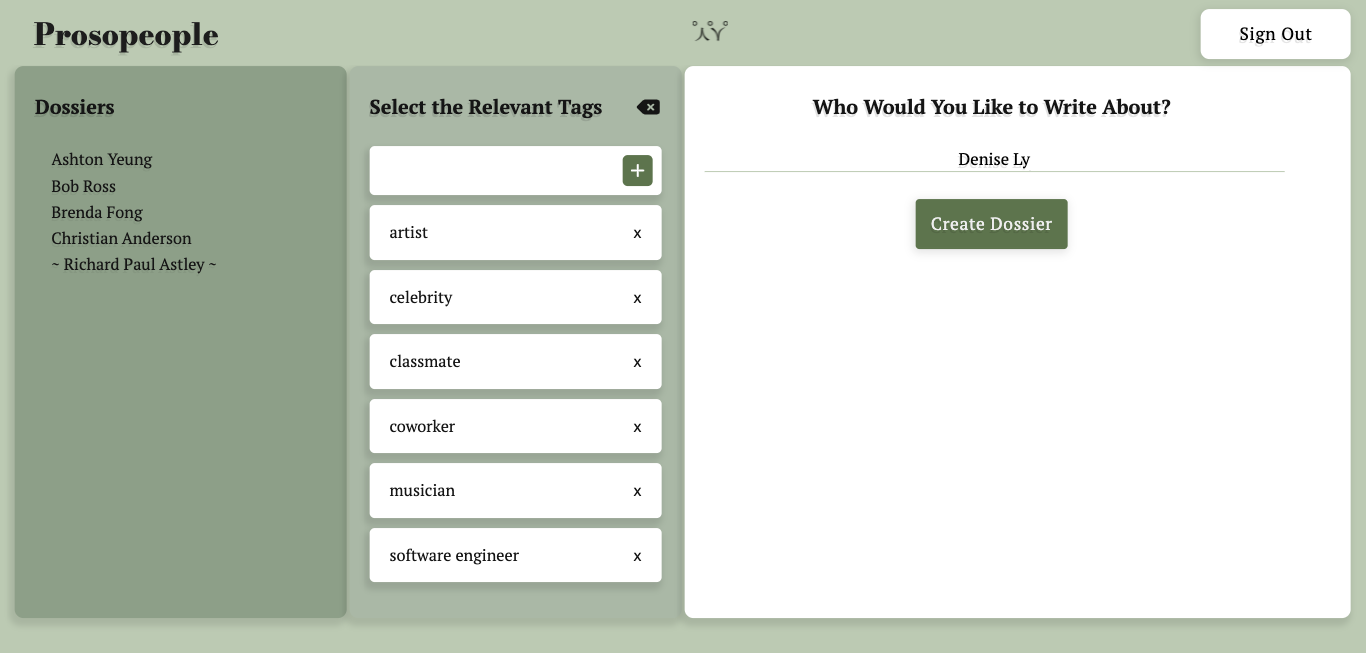 Prosopeople
Sign Out
Dossiers
Ashton Yeung
Bob Ross
Brenda Fong
Christian Anderson
~ Richard Paul Astley ~
Select the Relevant Tags
+
artist x
celebrity x
classmate x
coworker x
musician x
software engineer x
Who Would You Like to Write About?
Denise Ly
Create Dossier